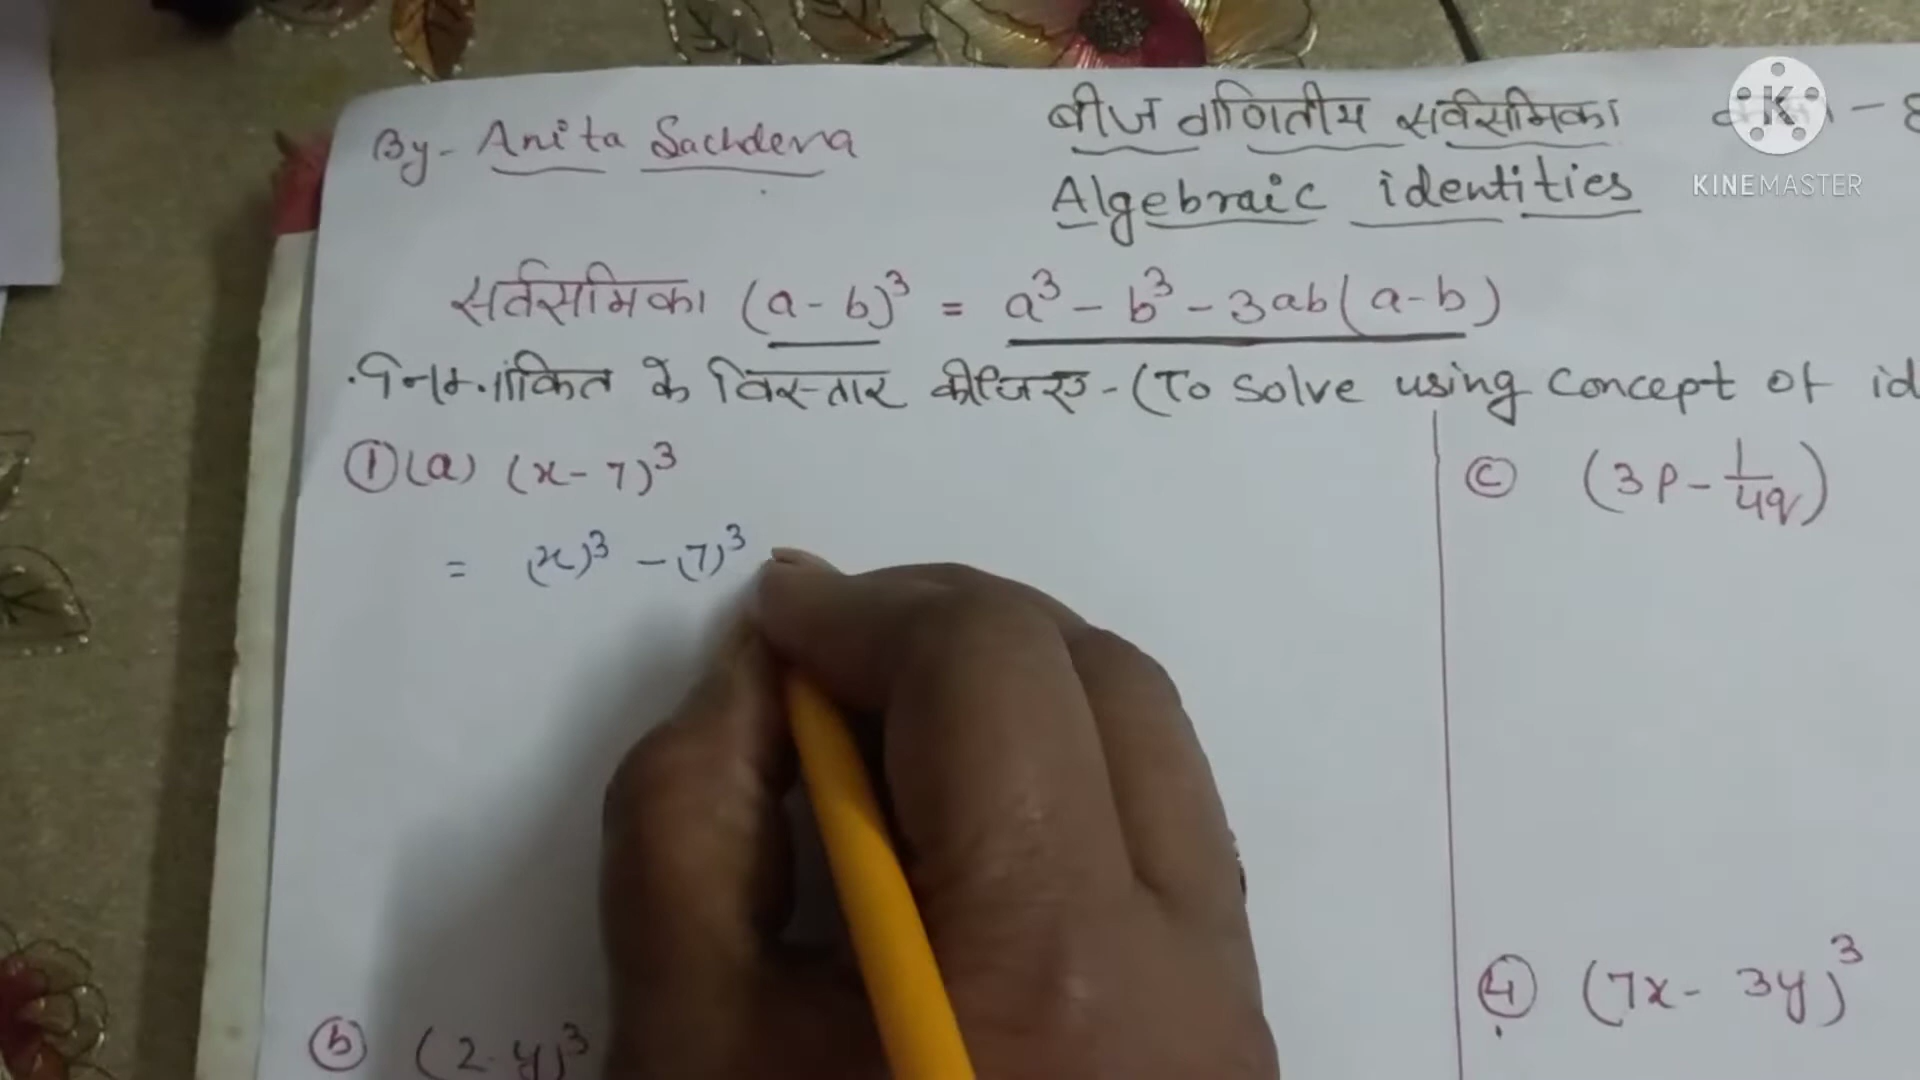 By- Anita Sachdeva
बीज गणितीय सर्वसमिका
Algebraic identities
KINEMASTER
सर्वसमिका (a-b)³ = a³ - b³ - 3ab(a-b)
निम्नांकित के विस्तार कीजिए - (To solve using concept of id
①(a) (x-7)³
= (x)³ - (7)³
ⓑ (2-y)³
ⓒ (3p - 1/4q)
④ (7x - 3y)³